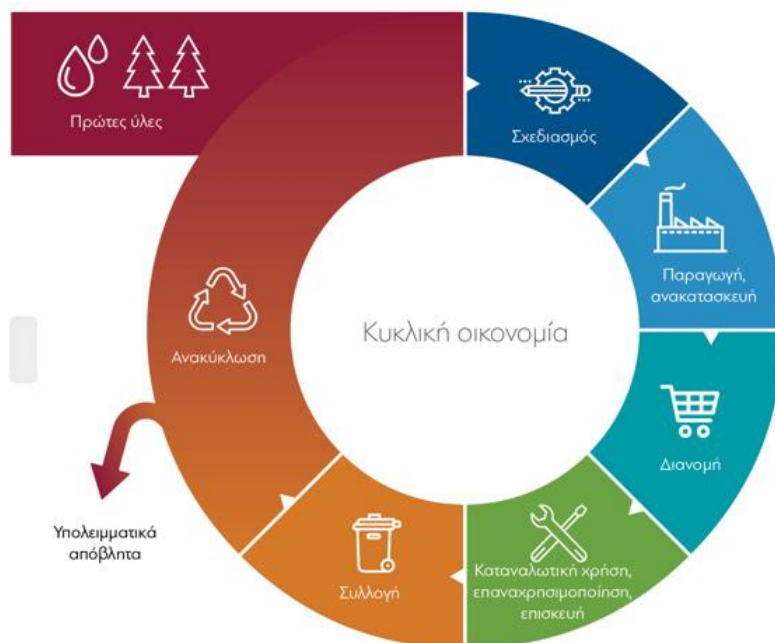 Πρώτες ύλες
Σχεδιασμός
Παραγωγή,
ανακατασκευή
Διανομή
Καταναλωτική χρήση,
επαναχρησιμοποίηση,
επισκευή
Συλλογή
Ανακύκλωση
Υπολειμματικά
απόβλητα
Κυκλική οικονομία